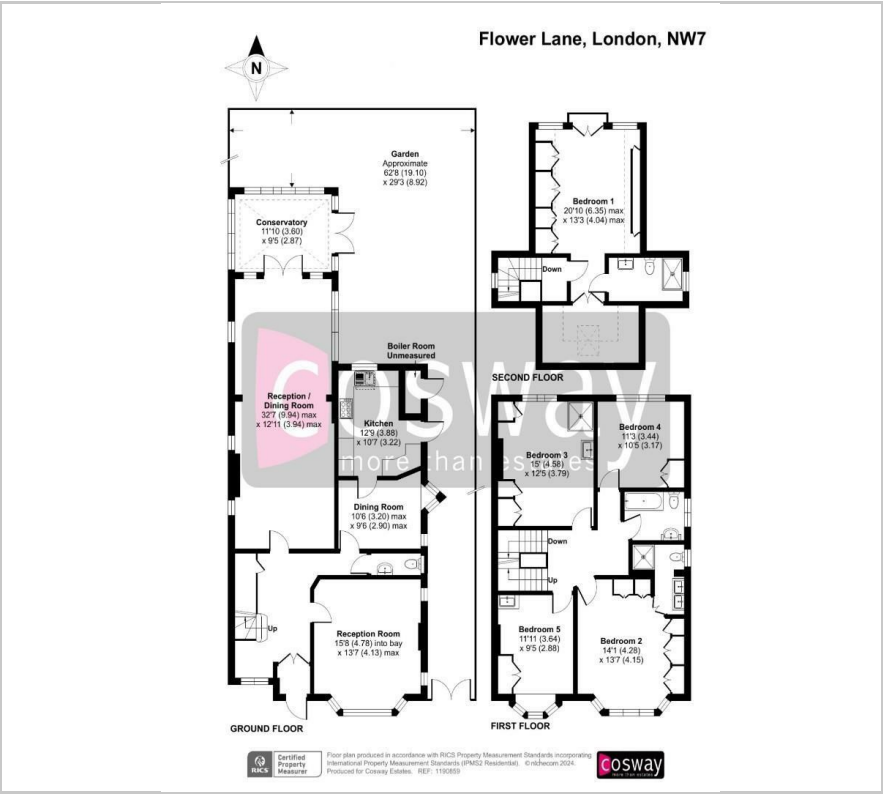 Flower Lane, London, NW7
N
Garden
Approximate
62'8 (19.10)
x 29'3 (8.92)
Conservatory
11'10 (3.60)
x 9'5 (2.87)
Boiler Room
Unmeasured
Reception /
Dining Room
32'7 (9.94) max
x 12'11 (3.94) max
Kitchen
12'9 (3.88)
x 10'7 (3.22)
Dining Room
10'6 (3.20) max
x 9'6 (2.90) max
Up
Reception Room
15'8 (4.78) into bay
x 13'7 (4.13) max
GROUND FLOOR
Bedroom 1
20'10 (6.35) max
x 13'3 (4.04) max
Down
SECOND FLOOR
Bedroom 3
15' (4.58)
x 12'5 (3.79)
Bedroom 4
11'3 (3.44)
x 10'5 (3.17)
Down
Up
Bedroom 5
11'11 (3.64)
x 9'5 (2.88)
Bedroom 2
14'1 (4.28)
x 13'7 (4.15)
FIRST FLOOR
cosway
more than estates
RICS
Certified
Property
Measurer
Floor plan produced in accordance with RICS Property Measurement Standards incorporating
International Property Measurement Standards (IPMS2 Residential). © nichecom 2024.
Produced for Cosway Estates. REF: 1190859
cosway
more than estates